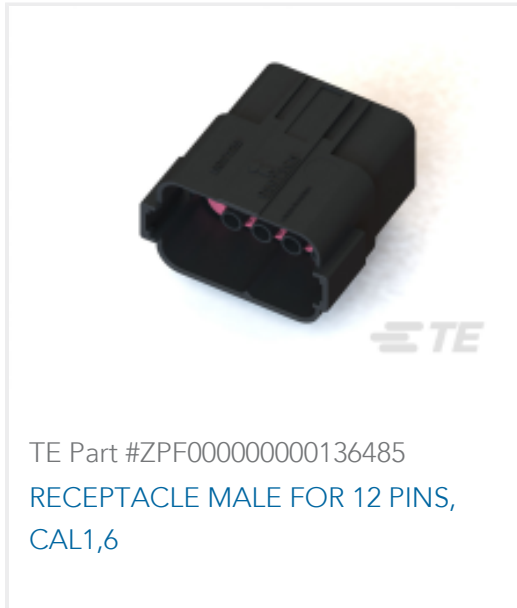 TE
TE Part #ZPF000000000136485
RECEPTACLE MALE FOR 12 PINS,
CAL1,6